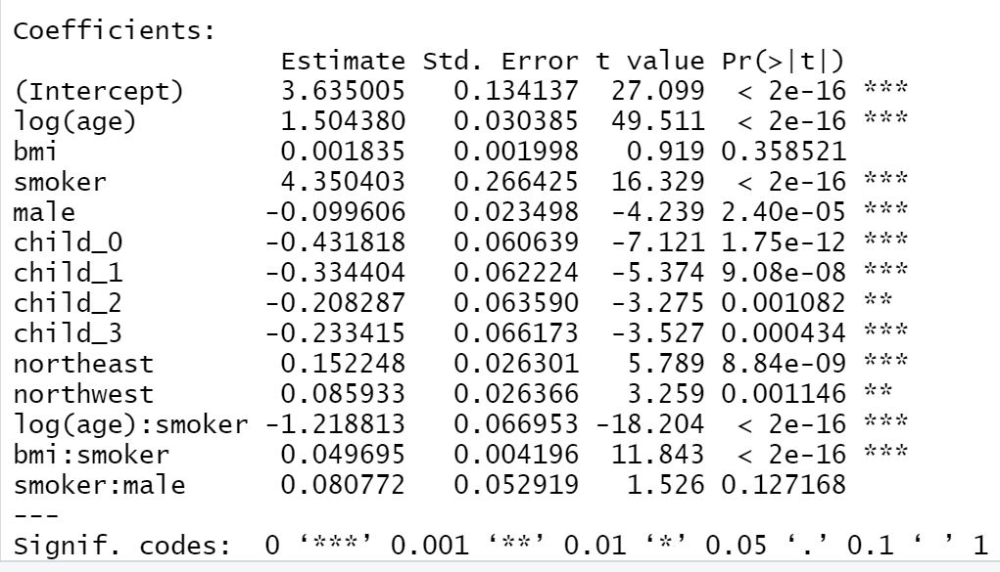 Coefficients:
Estimate Std. Error t value Pr(>|t|)
(Intercept) 3.635005 0.134137 27.099 < 2e-16 ***
log(age) 1.504380 0.030385 49.511 < 2e-16 ***
bmi 0.001835 0.001998 0.919 0.358521
smoker 4.350403 0.266425 16.329 < 2e-16 ***
male -0.099606 0.023498 -4.239 2.40e-05 ***
child_0 -0.431818 0.060639 -7.121 1.75e-12 ***
child_1 -0.334404 0.062224 -5.374 9.08e-08 ***
child_2 -0.208287 0.063590 -3.275 0.001082 **
child_3 -0.233415 0.066173 -3.527 0.000434 ***
northeast 0.152248 0.026301 5.789 8.84e-09 ***
northwest 0.085933 0.026366 3.259 0.001146 **
log(age):smoker -1.218813 0.066953 -18.204 < 2e-16 ***
bmi:smoker 0.049695 0.004196 11.843 < 2e-16 ***
smoker:male 0.080772 0.052919 1.526 0.127168
---
Signif. codes: 0 ‘***’ 0.001 ‘**’ 0.01 ‘*’ 0.05 ‘.’ 0.1 ‘ ’ 1